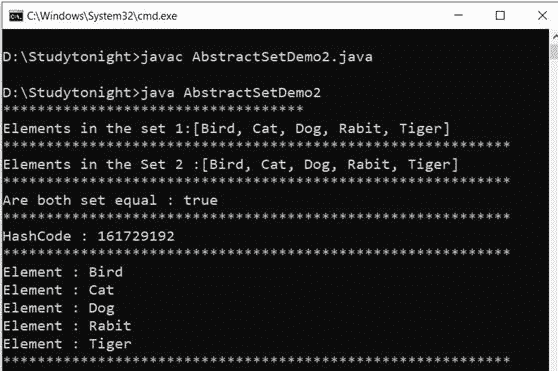 C:\Windows\System32\cmd.exe
D:\Studytonight>javac AbstractSetDemo2.java
D:\Studytonight>java AbstractSetDemo2
***********************************
Elements in the set 1:[Bird, Cat, Dog, Rabit, Tiger]
***********************************************************
Elements in the Set 2 :[Bird, Cat, Dog, Rabit, Tiger]
***********************************************************
Are both set equal : true
***********************************************************
HashCode : 161729192
***********************************************************
Element : Bird
Element : Cat
Element : Dog
Element : Rabit
Element : Tiger
***********************************************************